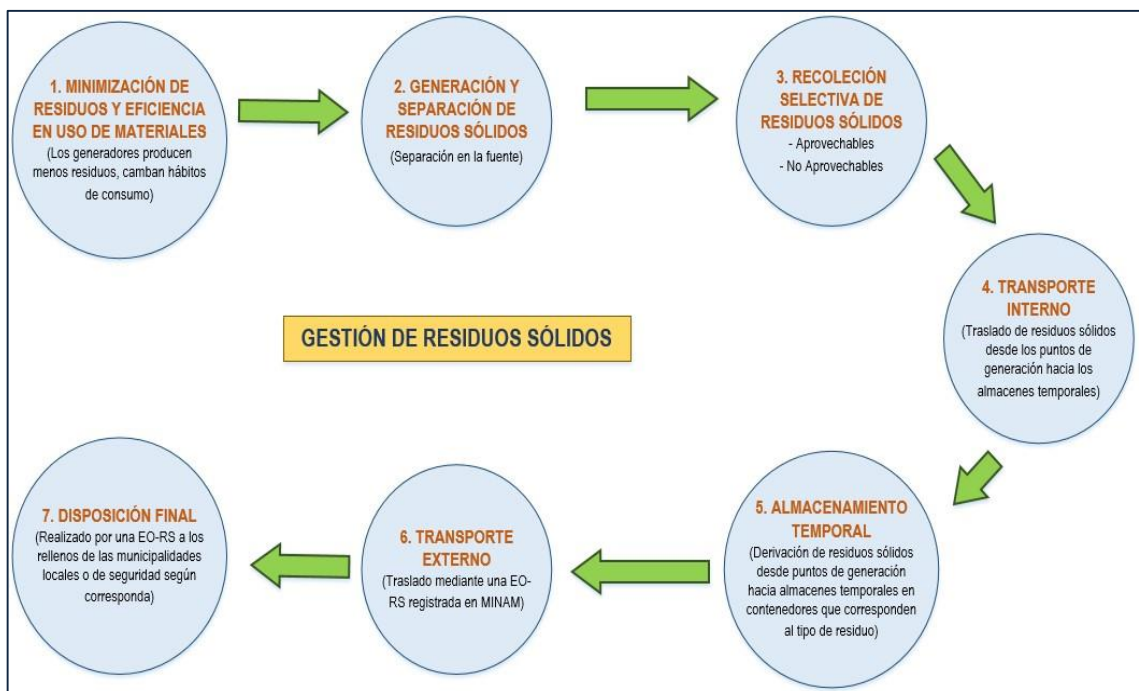 1. MINIMIZACIÓN DE
RESIDUOS Y EFICIENCIA
EN USO DE MATERIALES
(Los generadores producen
menos residuos, camban hábitos
de consumo)
2. GENERACIÓN Y
SEPARACIÓN DE
RESIDUOS SÓLIDOS
(Separación en la fuente)
3. RECOLECIÓN
SELECTIVA DE
RESIDUOS SÓLIDOS
- Aprovechables
- No Aprovechables
4. TRANSPORTE
INTERNO
(Traslado de residuos sólidos
desde los puntos de
generación hacia los
almacenes temporales)
GESTIÓN DE RESIDUOS SÓLIDOS
5. ALMACENAMIENTO
TEMPORAL
(Derivación de residuos sólidos
desde puntos de generación
hacia almacenes temporales en
contenedores que corresponden
al tipo de residuo)
6. TRANSPORTE
EXTERNO
(Traslado mediante una EO-
RS registrada en MINAM)
7. DISPOSICIÓN FINAL
(Realizado por una EO-RS a los
rellenos de las municipalidades
locales o de seguridad según
corresponda)